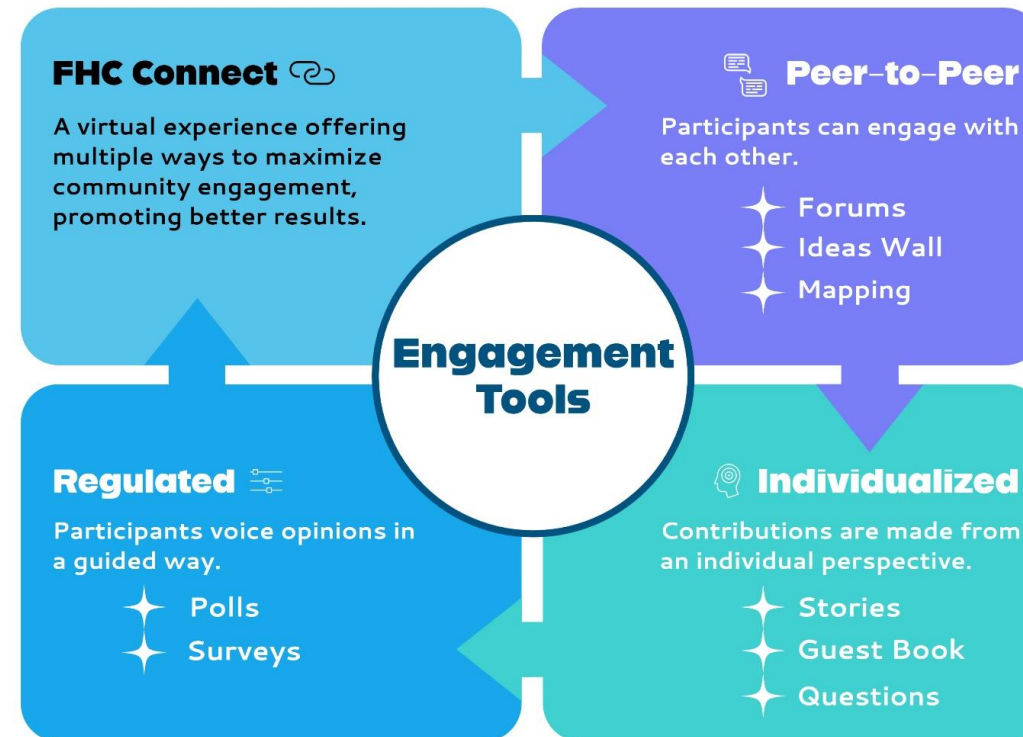 FHC Connect
A virtual experience offering
multiple ways to maximize
community engagement,
promoting better results.
Peer-to-Peer
Participants can engage with
each other.
Forums
Ideas Wall
Mapping
Engagement
Tools
Regulated
Participants voice opinions in
a guided way.
Polls
Surveys
Individualized
Contributions are made from
an individual perspective.
Stories
Guest Book
Questions